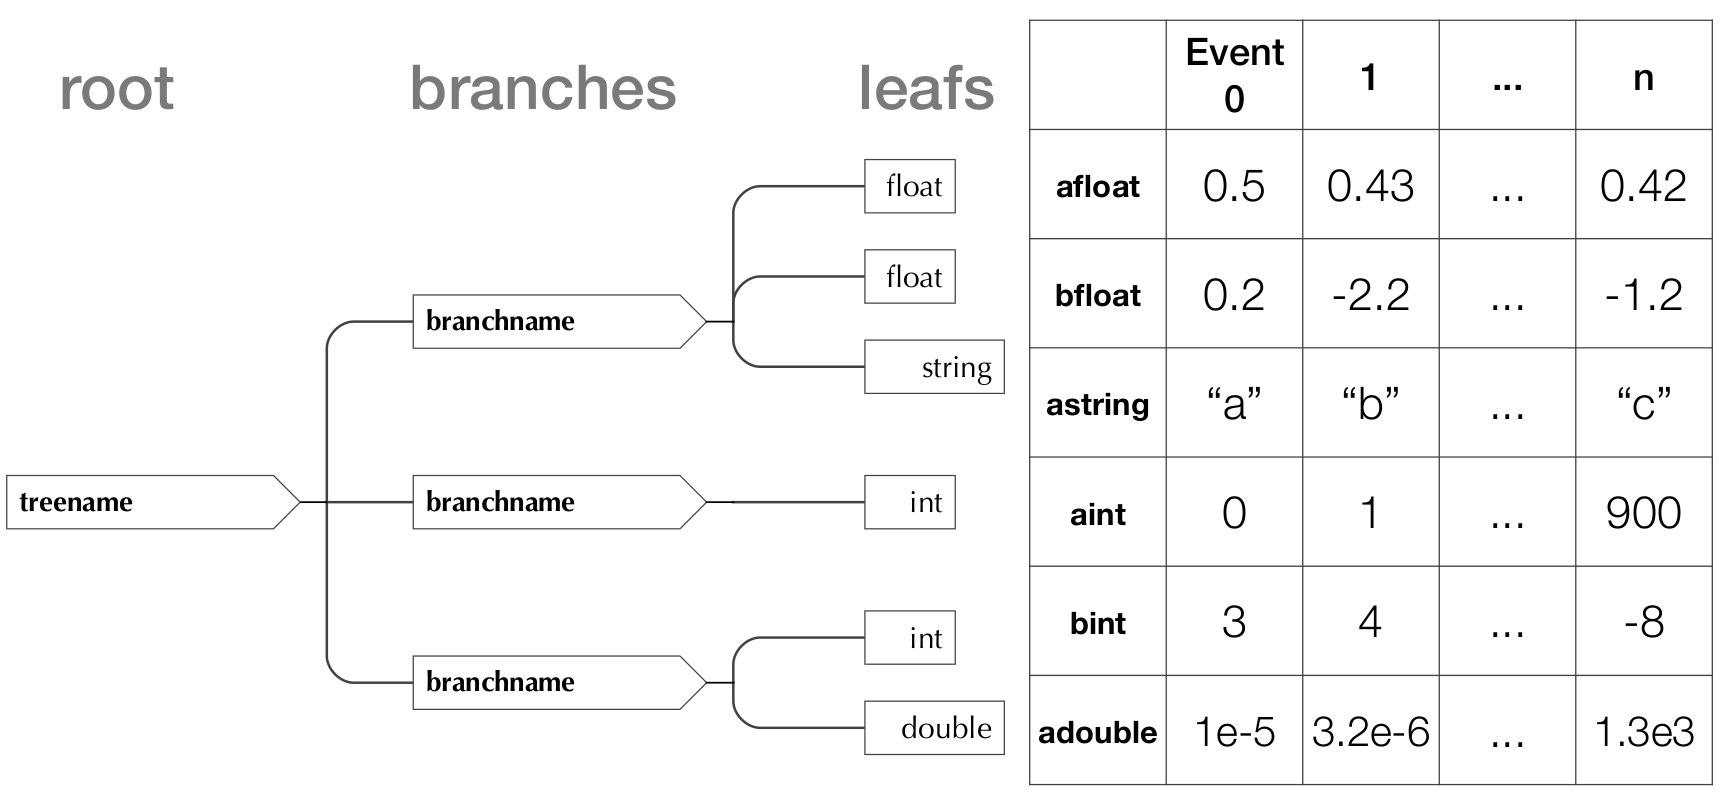 root branches leafs
float
float
branchname
string
treename
branchname
int
int
branchname
double
Event 0 1 ... n
afloat 0.5 0.43 ... 0.42
bfloat 0.2 -2.2 ... -1.2
astring “a” “b” ... “c”
aint 0 1 ... 900
bint 3 4 ... -8
adouble 1e-5 3.2e-6 ... 1.3e3